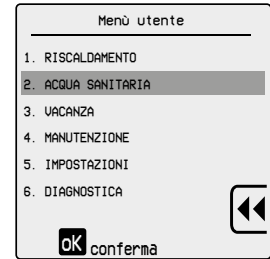 Menù utente
1. RISCALDAMENTO
2. ACQUA SANITARIA
3. VACANZA
4. MANUTENZIONE
5. IMPOSTAZIONI
6. DIAGNOSTICA
OK conferma